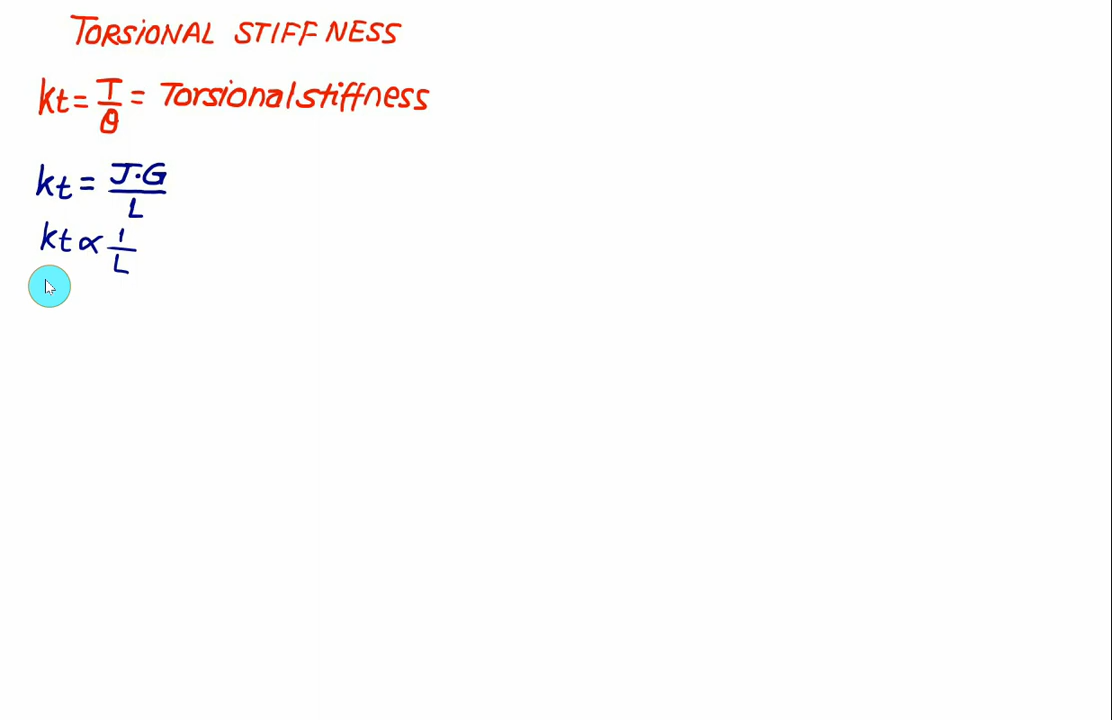 TORSIONAL STIFFNESS
kt = T/θ = Torsional stiffness
kt = J·G/L
kt ∝ 1/L